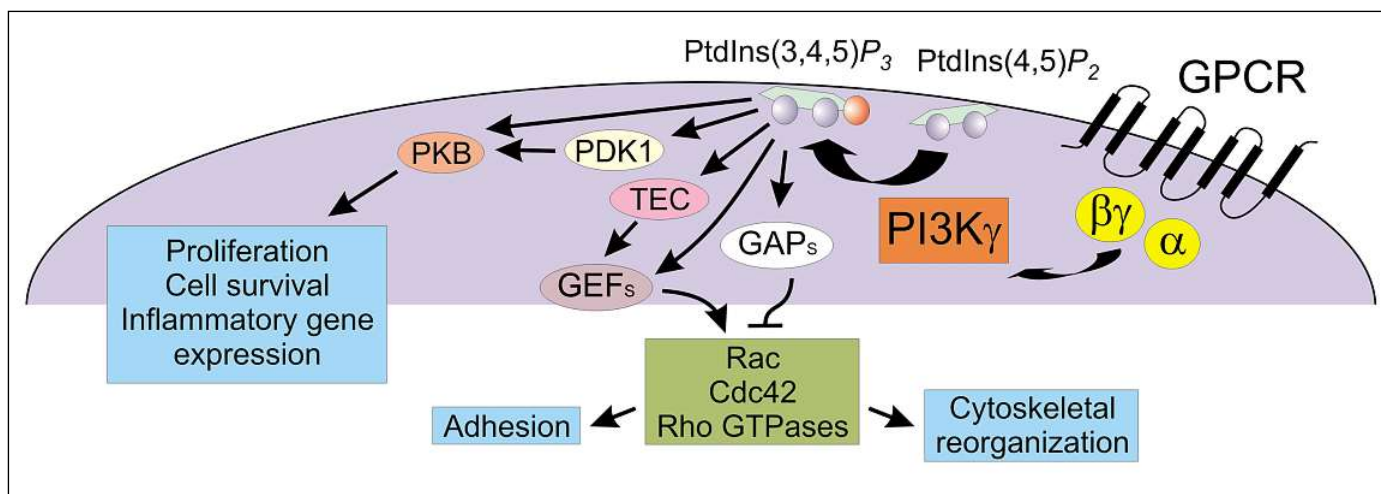 PtdIns(3,4,5)P3
PtdIns(4,5)P2
GPCR
PKB
PDK1
TEC
GEFs
GAPs
PI3Kγ
βγ
α
Proliferation
Cell survival
Inflammatory gene
expression
Rac
Cdc42
Rho GTPases
Adhesion
Cytoskeletal
reorganization